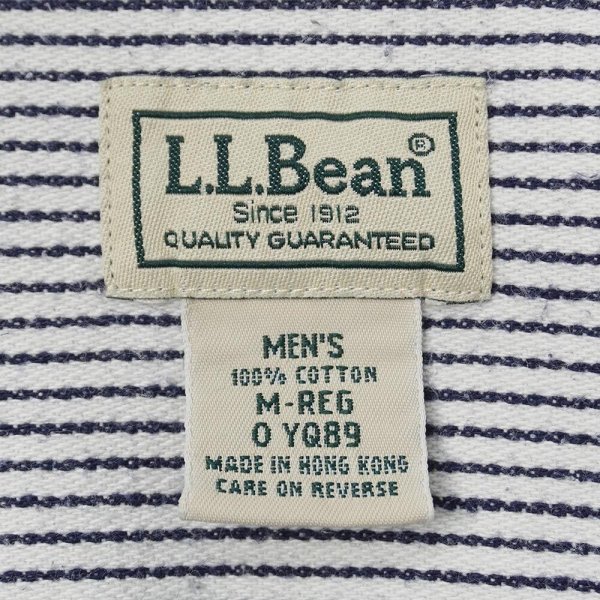 L.L.Bean®
Since 1912
QUALITY GUARANTEED
MEN'S
100% COTTON
M-REG
0 YQ89
MADE IN HONG KONG
CARE ON REVERSE